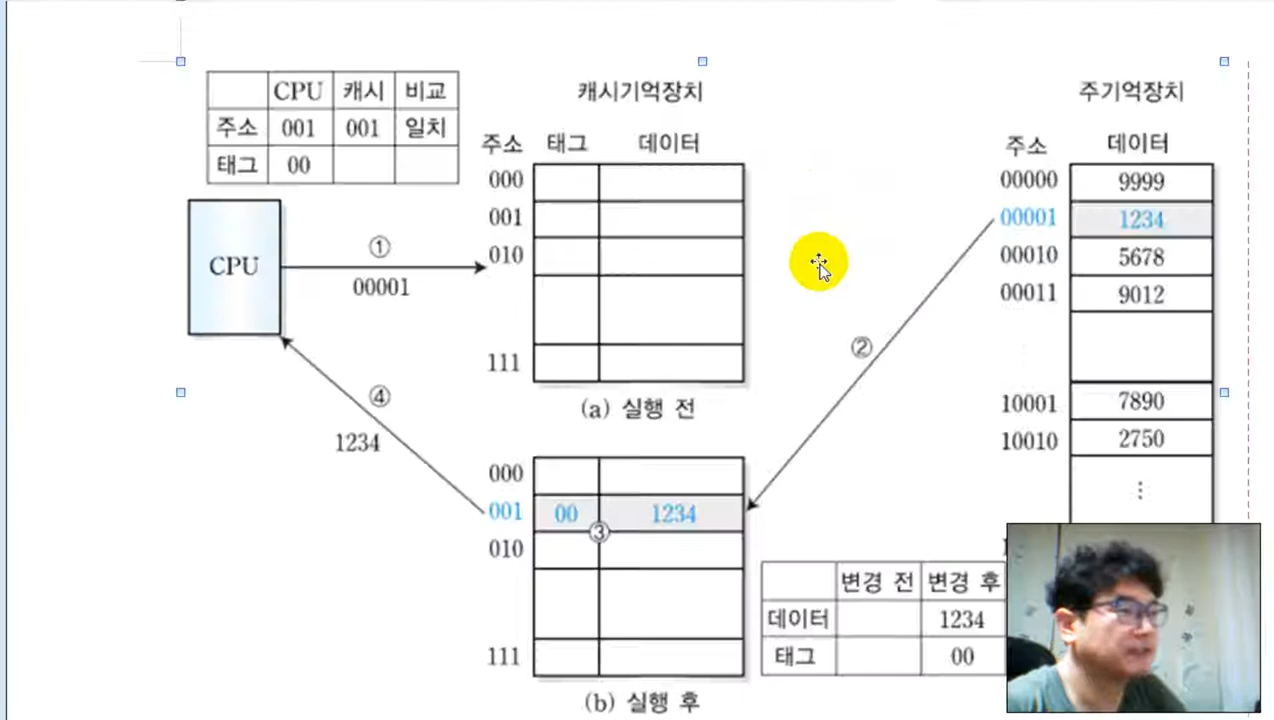 CPU 캐시 비교
주소 001 001 일치
태그 00
캐시기억장치
주소 태그 데이터
000
001
010
111
(a) 실행 전
주기억장치
주소 데이터
00000 9999
00001 1234
00010 5678
00011 9012
10001 7890
10010 2750
⋮
CPU
①
00001
②
④
1234
000
001 00 1234
③
010
111
(b) 실행 후
변경 전 변경 후
데이터 1234
태그 00